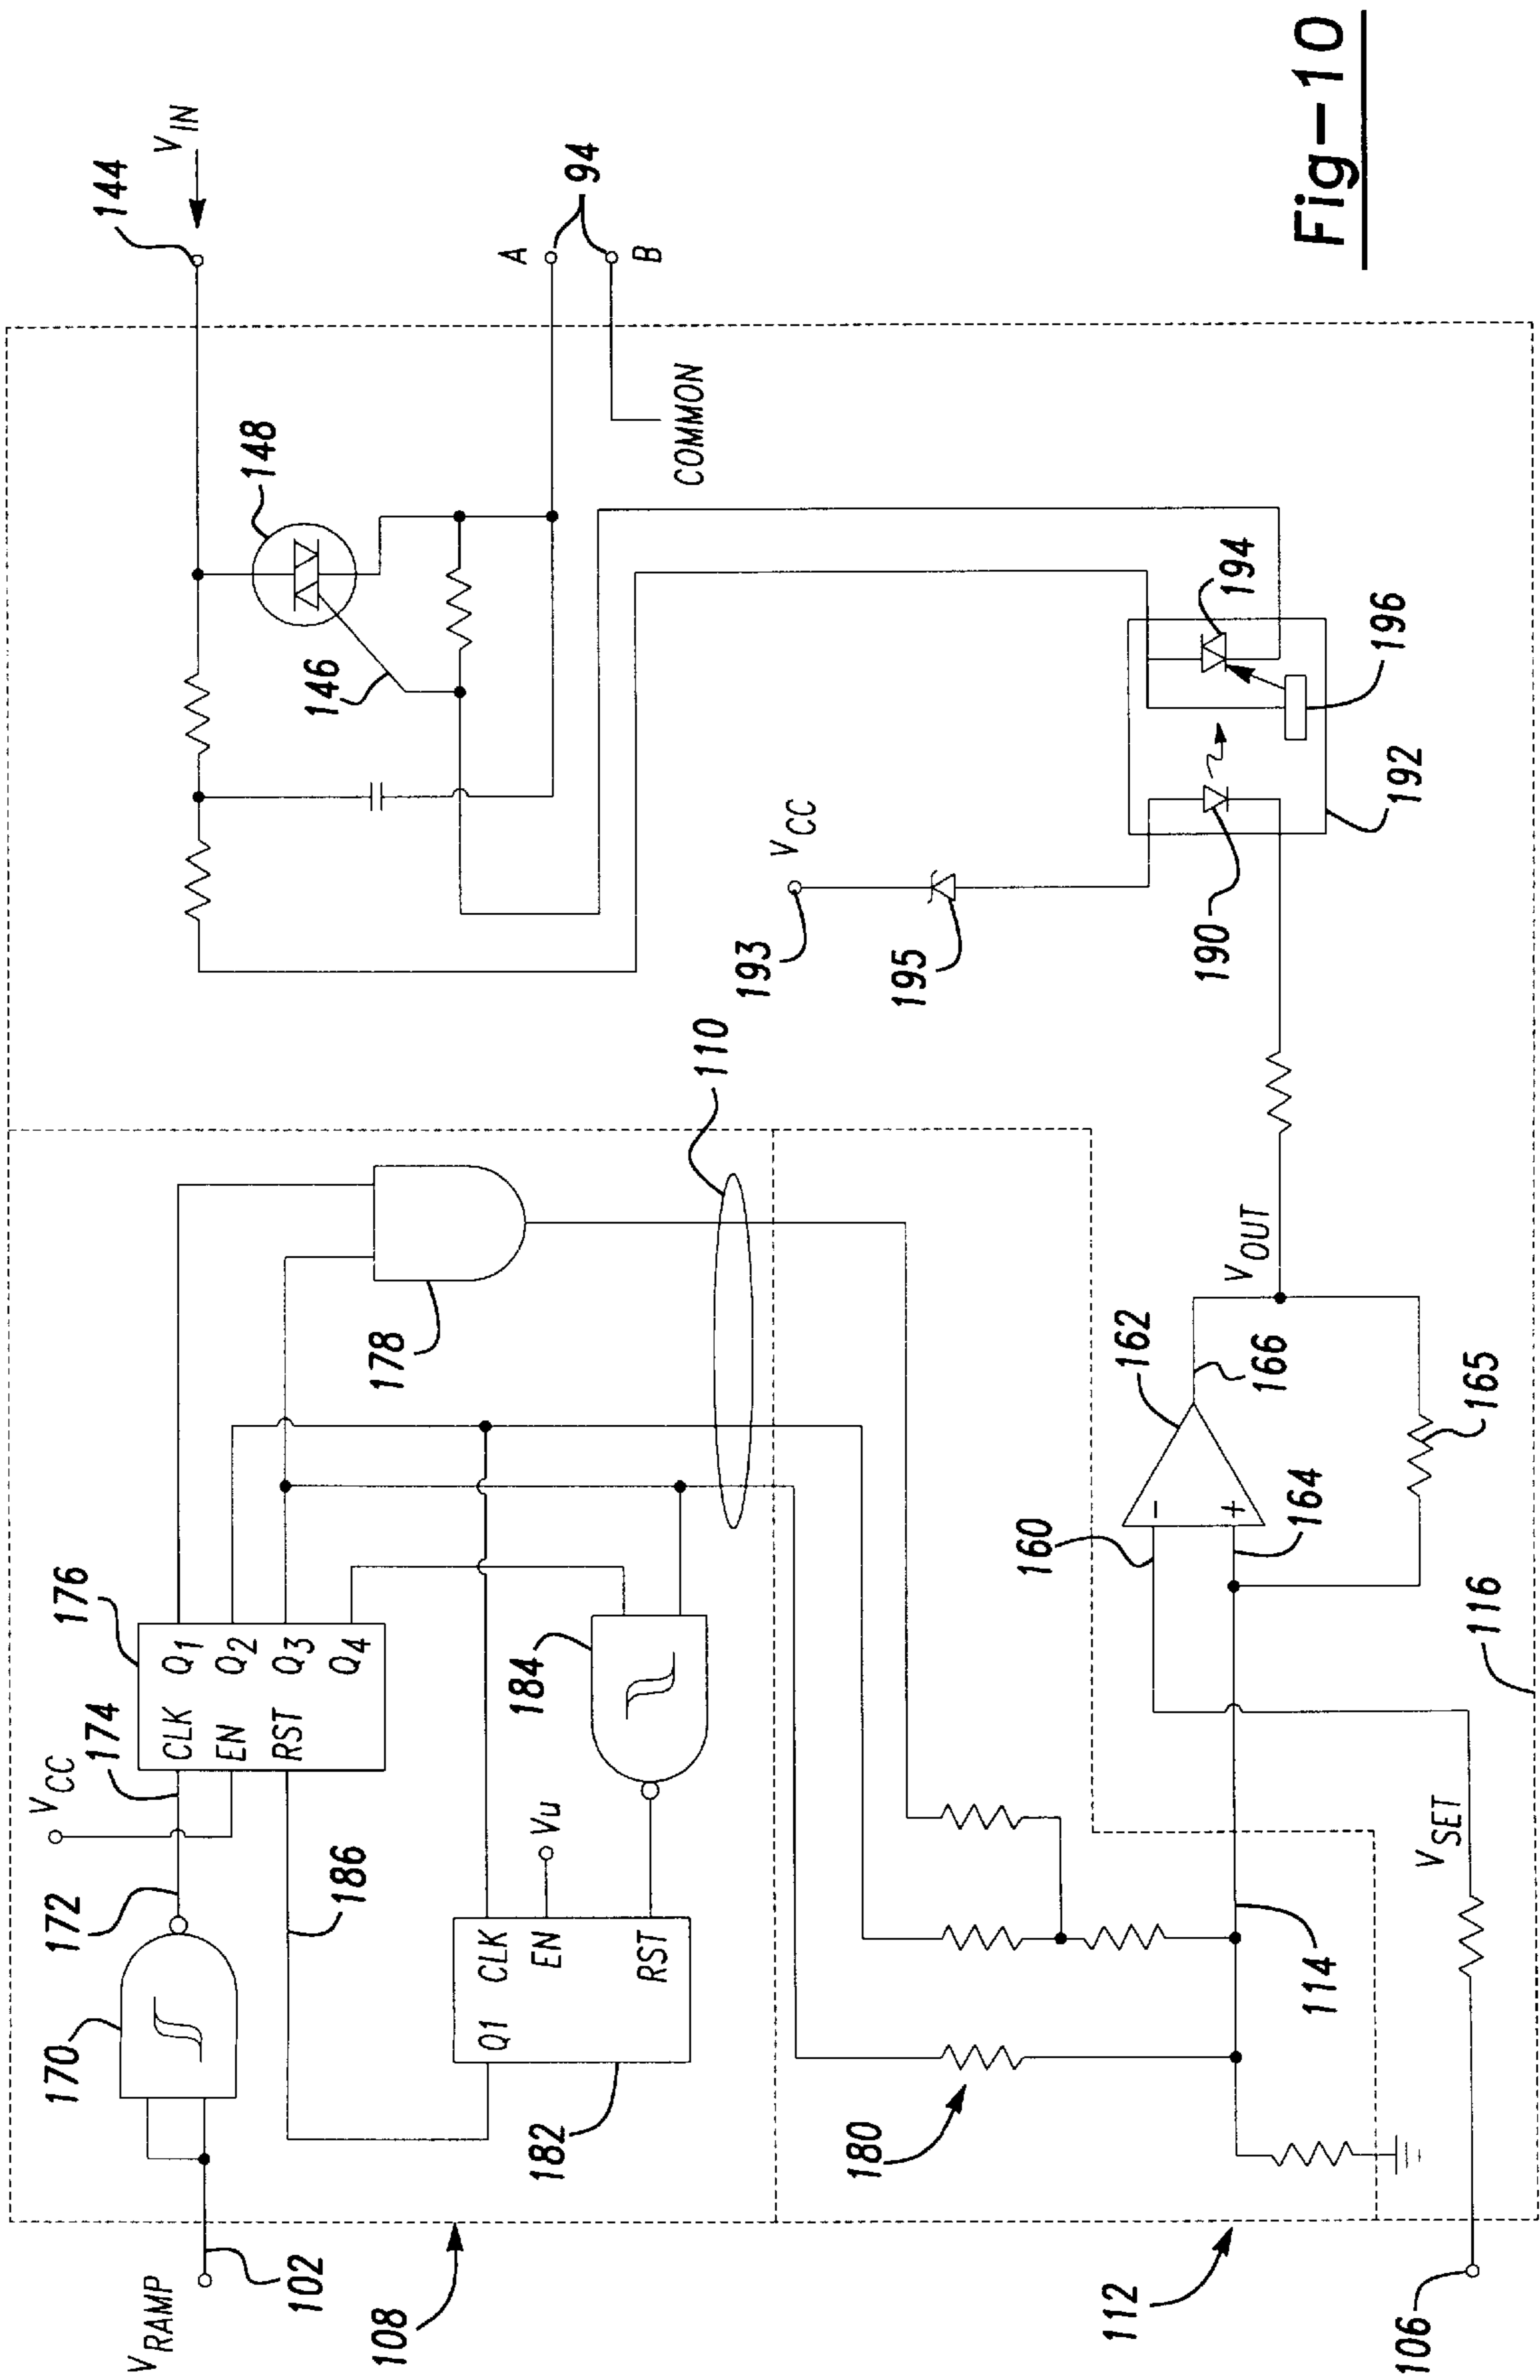 144
V_IN
A
94
B
COMMON
148
146
V_CC
193
195
190
194
196
192
110
178
V_CC
174
176
CLK Q1
EN Q2
RST Q3
Q4
172
170
186
184
Vu
Q1 CLK
EN
RST
182
V_RAMP
102
108
180
112
114
160
162
164
166
165
V_OUT
V_SET
116
106
Fig-10
-
+